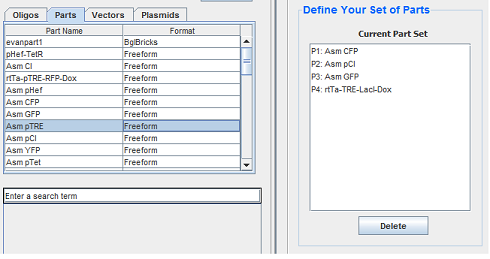 Oligos Parts Vectors Plasmids
Part Name Format
evanpart1 BglBricks
pHef-TetR Freeform
Asm CI Freeform
rtTa-pTRE-RFP-Dox Freeform
Asm pHef Freeform
Asm CFP Freeform
Asm GFP Freeform
Asm pTRE Freeform
Asm pCI Freeform
Asm YFP Freeform
Asm pTet Freeform
Enter a search term
Define Your Set of Parts
Current Part Set
P1: Asm CFP
P2: Asm pCI
P3: Asm GFP
P4: rtTa-TRE-LacI-Dox
Delete